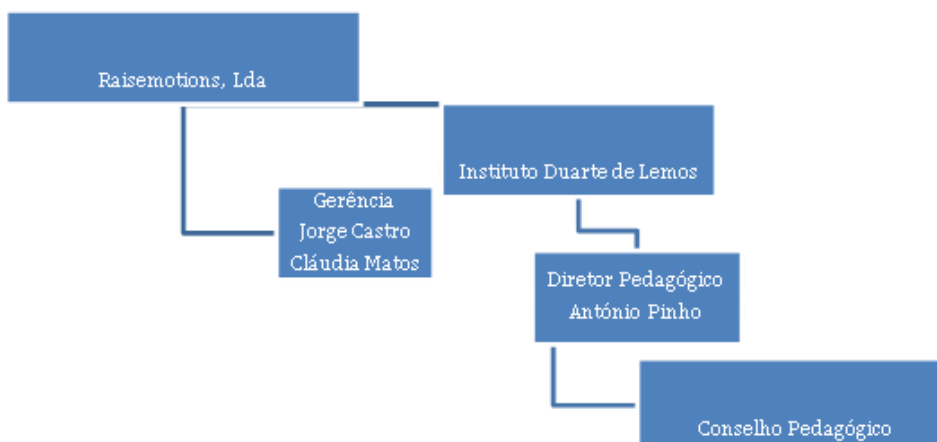 Raisemotions, Lda
Instituto Duarte de Lemos
Gerência
Jorge Castro
Cláudia Matos
Diretor Pedagógico
António Pinho
Conselho Pedagógico